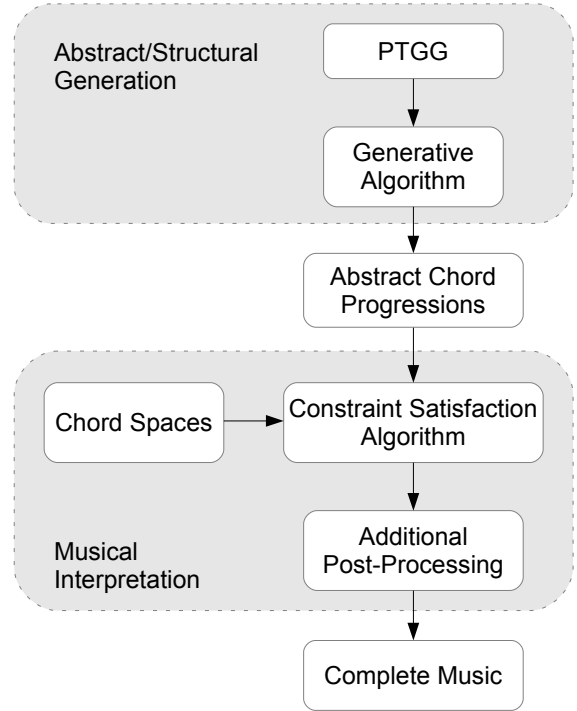 Abstract/Structural
Generation
PTGG
Generative
Algorithm
Abstract Chord
Progressions
Chord Spaces
Constraint Satisfaction
Algorithm
Musical
Interpretation
Additional
Post-Processing
Complete Music